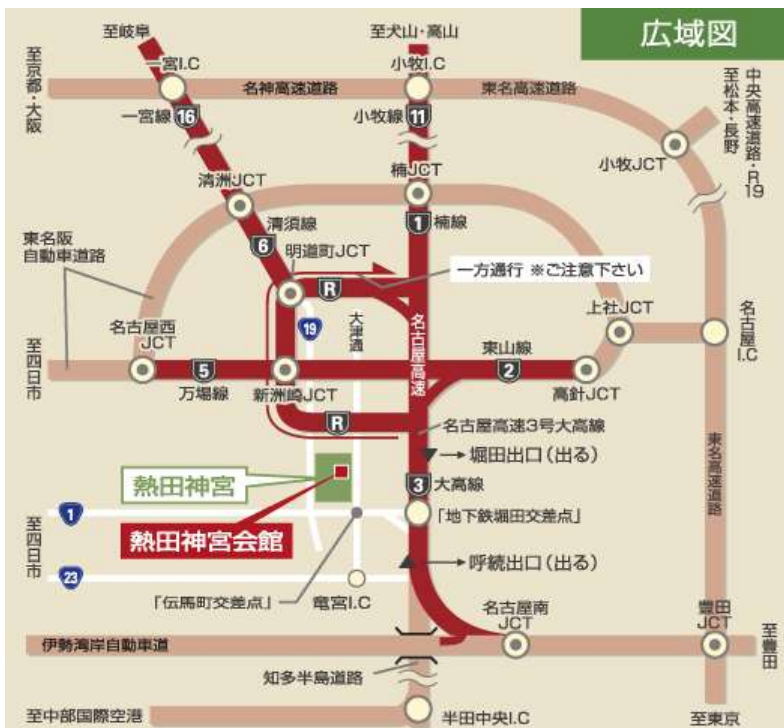 広域図
至岐阜
至犬山・高山
至京都・大阪
一宮I.C
小牧I.C
名神高速道路
東名高速道路
中央高速道路・R19
至松本・長野
16
一宮線
小牧線
11
小牧JCT
清洲JCT
楠JCT
清須線
1
楠線
6
東名阪
自動車道路
明道町JCT
一方通行 ※ご注意下さい
R
19
大津通
名古屋高速
上社JCT
名古屋I.C
名古屋西
JCT
至四日市
5
万場線
新洲崎JCT
東山線
2
高針JCT
R
名古屋高速3号大高線
堀田出口(出る)
東名高速道路
熱田神宮
3
大高線
1
熱田神宮会館
「地下鉄堀田交差点」
至四日市
呼続出口(出る)
23
「伝馬町交差点」
竜宮I.C
名古屋南
JCT
豊田
JCT
伊勢湾岸自動車道
至豊田
知多半島道路
至中部国際空港
半田中央I.C
至東京